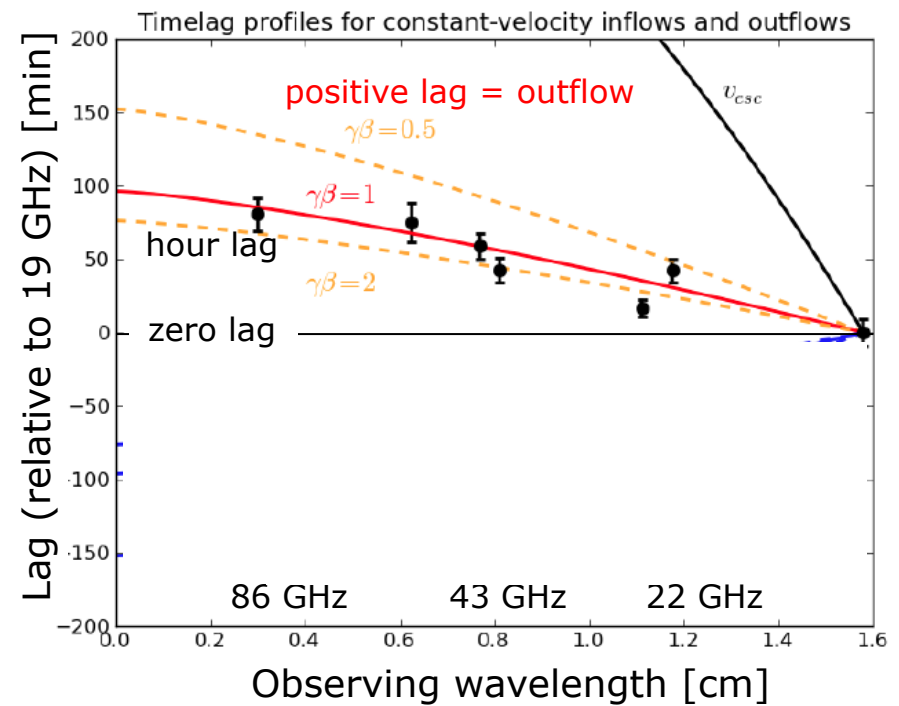 Timelag profiles for constant-velocity inflows and outflows
Lag (relative to 19 GHz) [min]
200
150
100
50
0
−50
-100
-150
−200
positive lag = outflow
v_esc
γβ=0.5
γβ=1
hour lag
γβ=2
zero lag
86 GHz
43 GHz
22 GHz
0.0 0.2 0.4 0.6 0.8 1.0 1.2 1.4 1.6
Observing wavelength [cm]